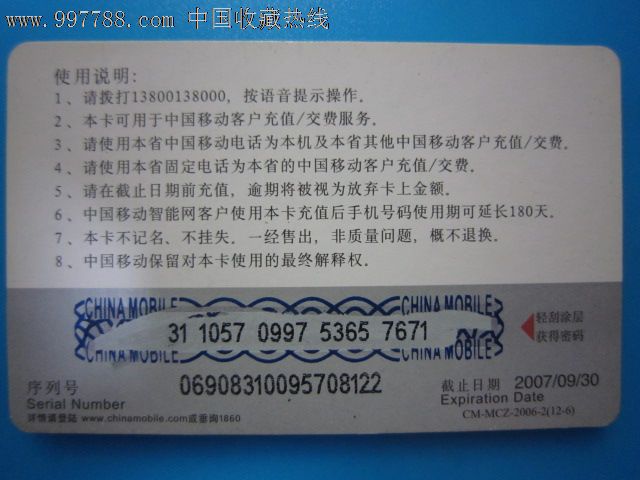 www.997788.com 中国收藏热线
使用说明:
1、请拨打13800138000，按语音提示操作.
2、本卡可用于中国移动客户充值/交费服务.
3、请使用本省中国移动电话为本机及本省其他中国移动客户充值/交费.
4、请使用本省固定电话为本省的中国移动客户充值/交费.
5、请在截止日期前充值，逾期将被视为放弃卡上金额.
6、中国移动智能网客户使用本卡充值后手机号码使用期可延长180天.
7、本卡不记名、不挂失. 一经售出，非质量问题，概不退换.
8、中国移动保留对本卡使用的最终解释权.
CHINA MOBILE CHINA MOBILE
31 1057 0997 5365 7671
CHINA MOBILE CHINA MOBILE
轻刮涂层
获得密码
序列号 06908310095708122
Serial Number
截止日期 2007/09/30
Expiration Date
详情请登陆 www.chinamobile.com或垂询1860
CM-MCZ-2006-2(12-6)